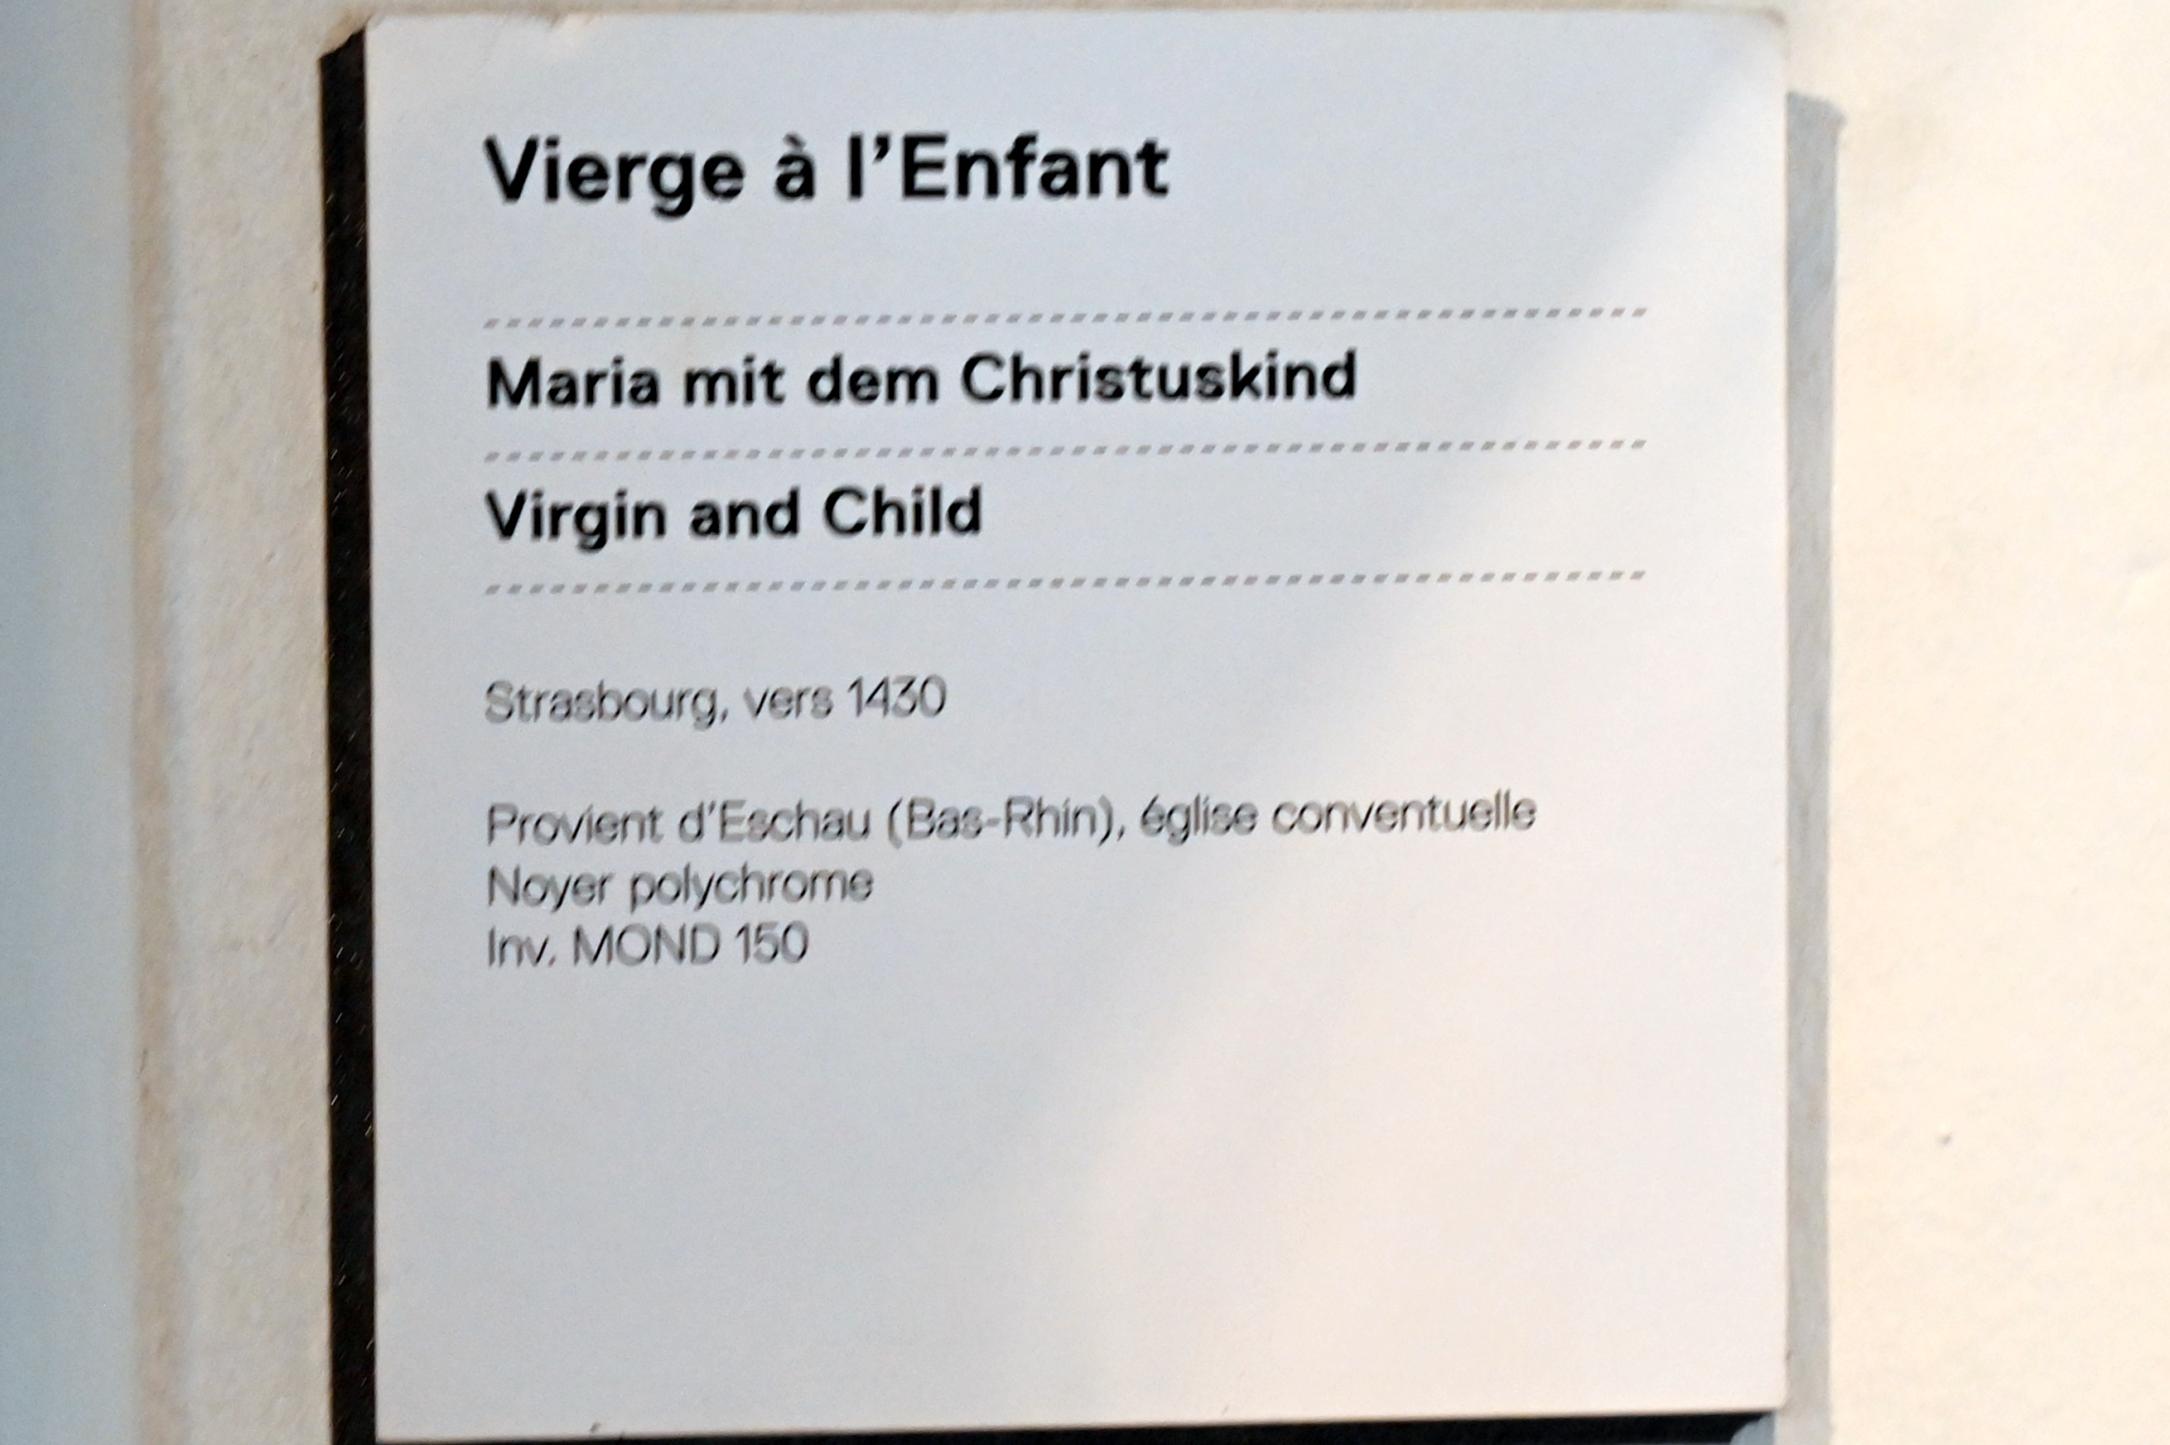 Vierge à l’Enfant
Maria mit dem Christuskind
Virgin and Child
Strasbourg, vers 1430
Provient d’Eschau (Bas-Rhin), église conventuelle
Noyer polychrome
Inv. MOND 150